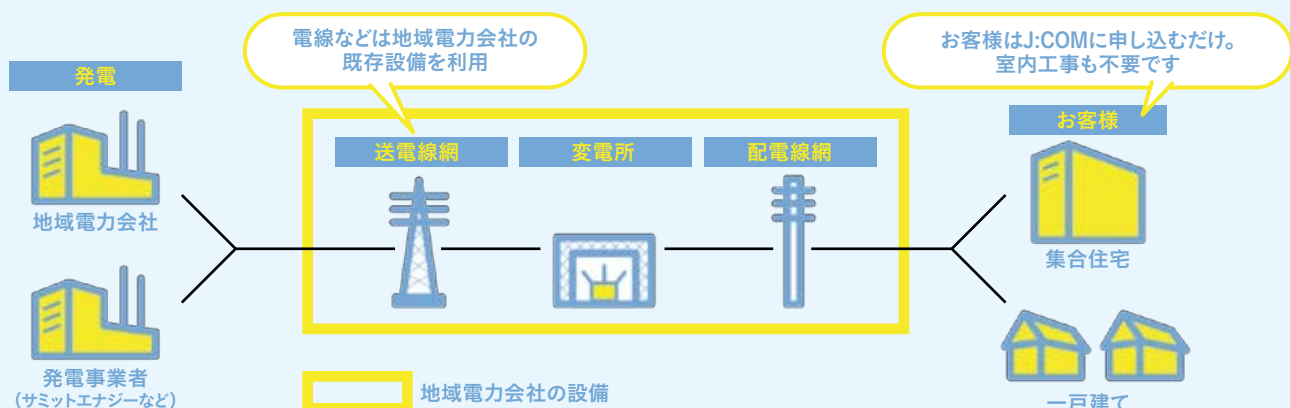 電線などは地域電力会社の
既存設備を利用
お客様はJ:COMに申し込むだけ。
室内工事も不要です
発電
お客様
送電線網
変電所
配電線網
地域電力会社
集合住宅
発電事業者
(サミットエナジーなど)
地域電力会社の設備
一戸建て